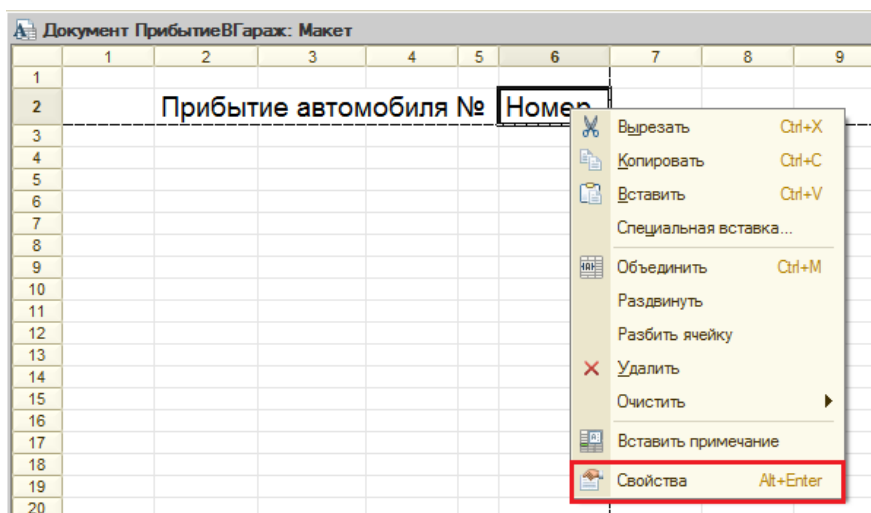 Документ ПрибытиеВГараж: Макет
1 2 3 4 5 6 7 8 9
1
2 Прибытие автомобиля № Номер
3
4
5
6
7
8
9
10
11
12
13
14
15
16
17
18
19
20
Вырезать Ctrl+X
Копировать Ctrl+C
Вставить Ctrl+V
Специальная вставка...
Объединить Ctrl+M
Раздвинуть
Разбить ячейку
Удалить
Очистить
Вставить примечание
Свойства Alt+Enter